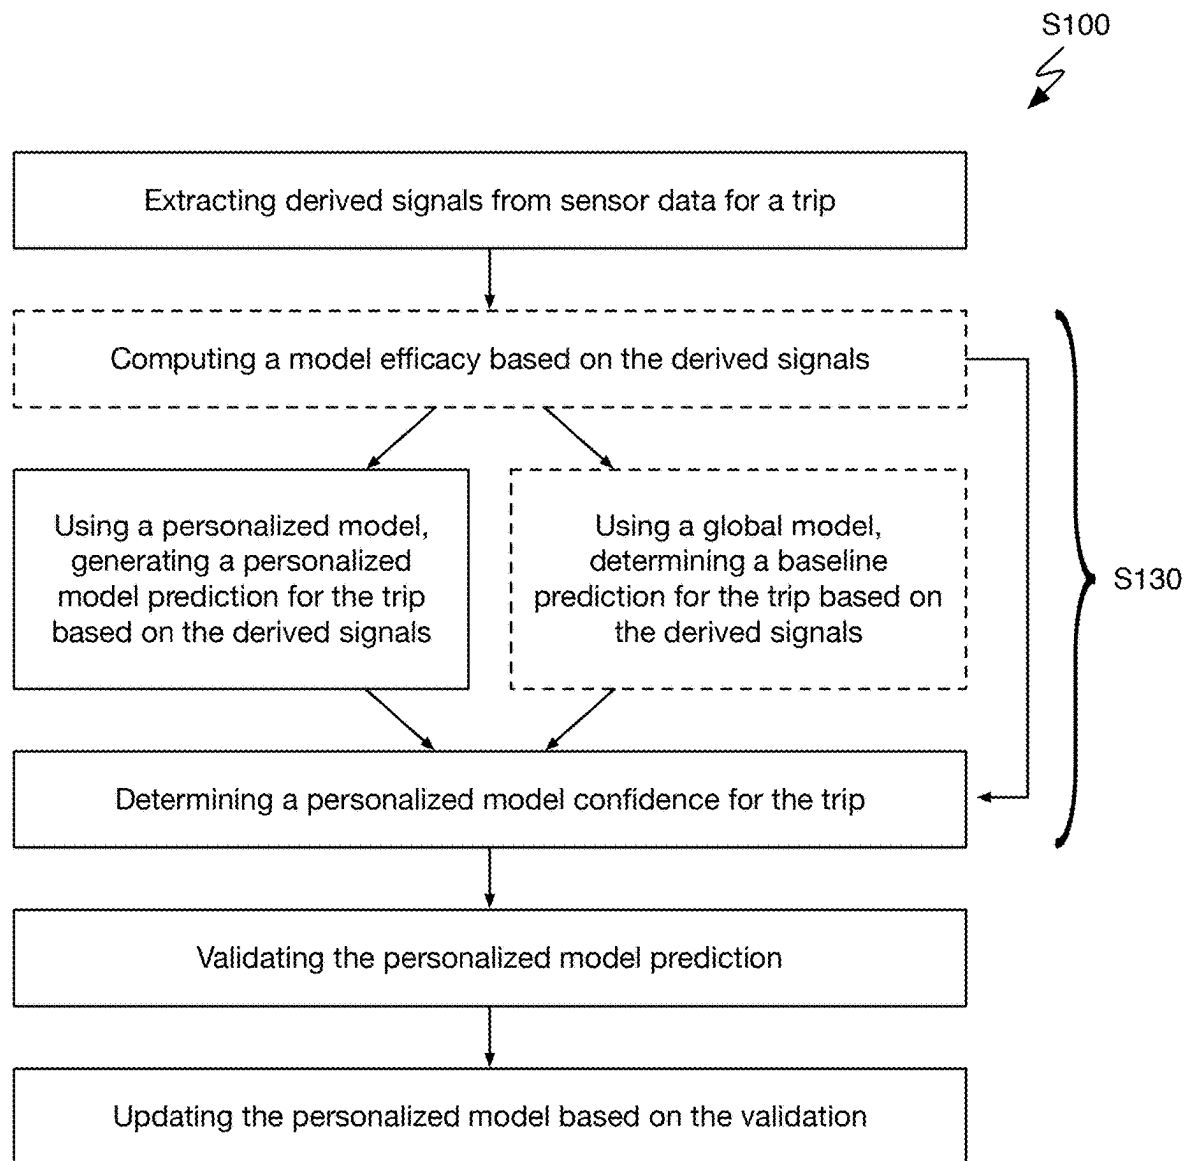 S100
Extracting derived signals from sensor data for a trip
Computing a model efficacy based on the derived signals
Using a personalized model,
generating a personalized
model prediction for the trip
based on the derived signals
Using a global model,
determining a baseline
prediction for the trip based on
the derived signals
S130
Determining a personalized model confidence for the trip
Validating the personalized model prediction
Updating the personalized model based on the validation